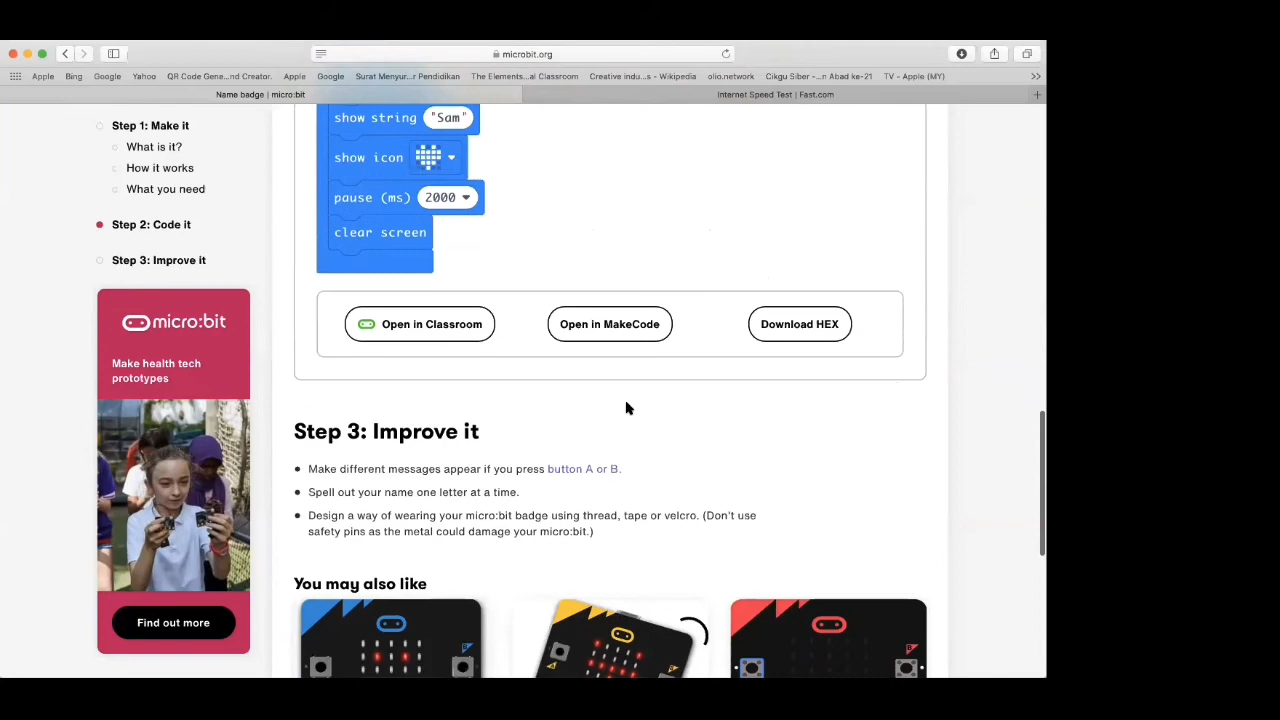 microbit.org
Apple Bing Google Yahoo QR Code Gene...nd Creator. Apple Google Surat Menyur...r Pendidikan The Elements...al Classroom Creative indu...s - Wikipedia olio.network Cikgu Siber -...n Abad ke-21 TV - Apple (MY) >>
Name badge | micro:bit Internet Speed Test | Fast.com +
Step 1: Make it
What is it?
How it works
What you need
Step 2: Code it
Step 3: Improve it
micro:bit
Make health tech
prototypes
Find out more
show string "Sam"
show icon
pause (ms) 2000
clear screen
Open in Classroom Open in MakeCode Download HEX
Step 3: Improve it
● Make different messages appear if you press button A or B.
● Spell out your name one letter at a time.
● Design a way of wearing your micro:bit badge using thread, tape or velcro. (Don't use
safety pins as the metal could damage your micro:bit.)
You may also like